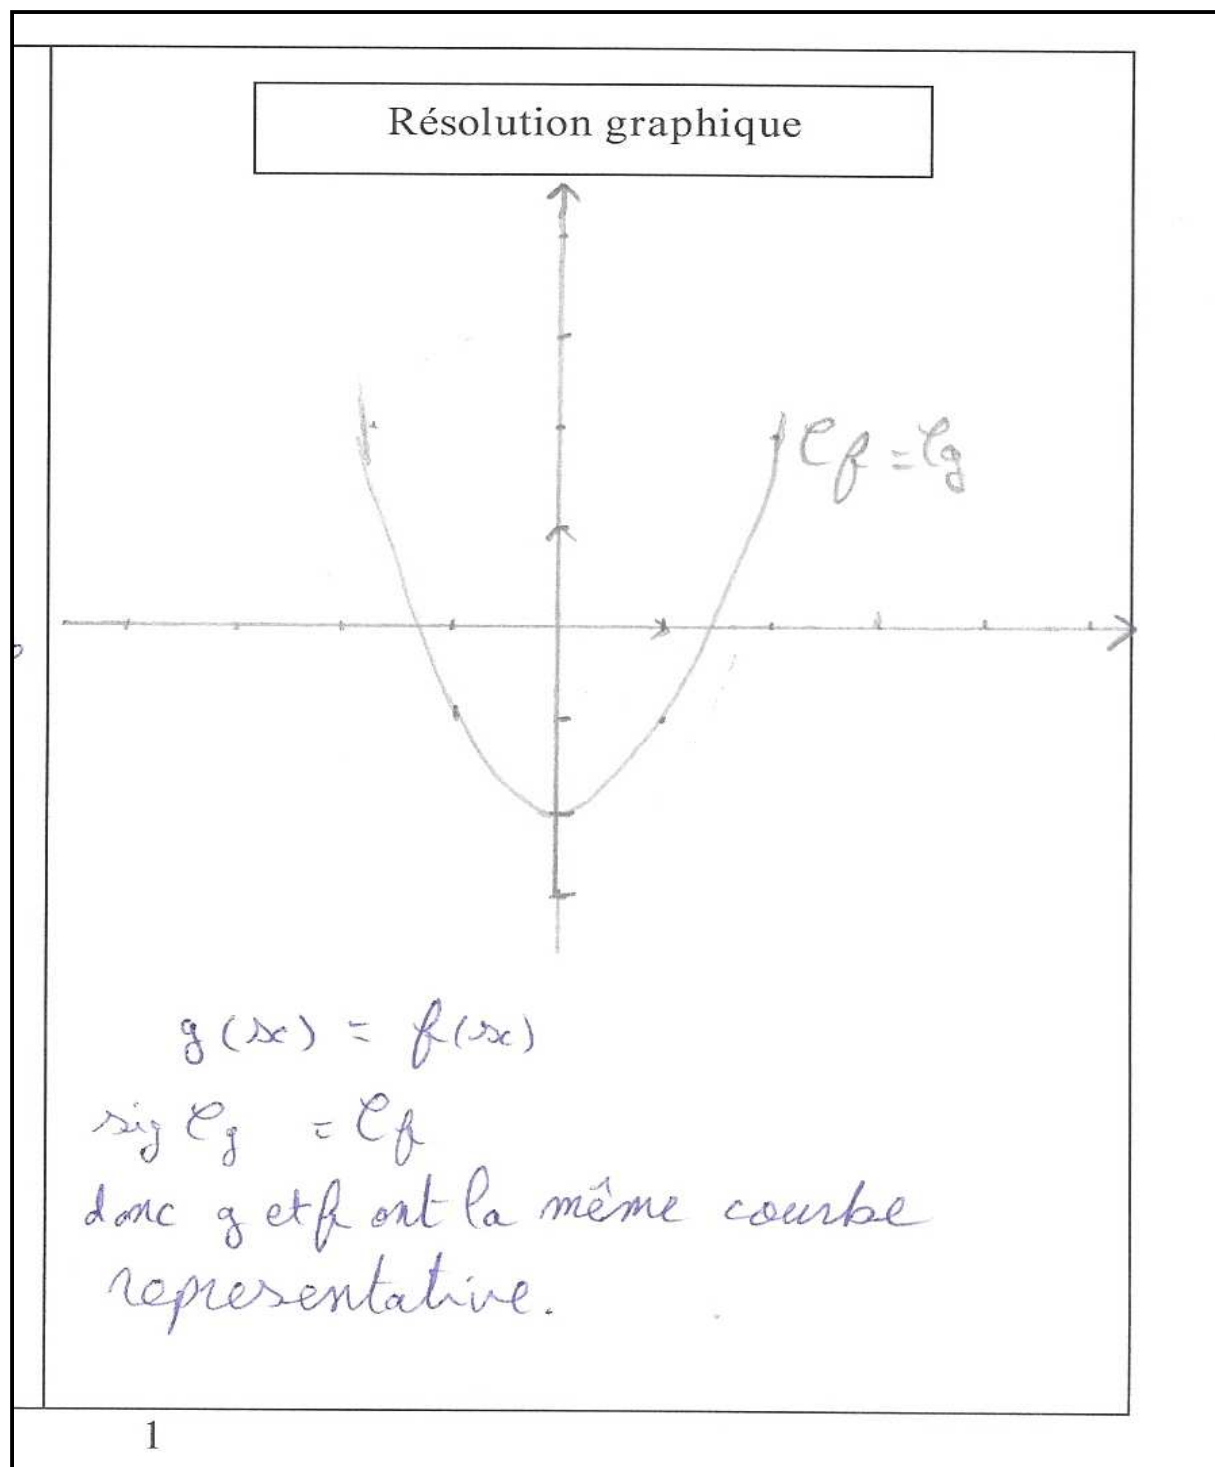 Résolution graphique
Cf = Cg
g(x) = f(x)
sig Cg = Cf
donc g et f ont la même courbe
representative.
1